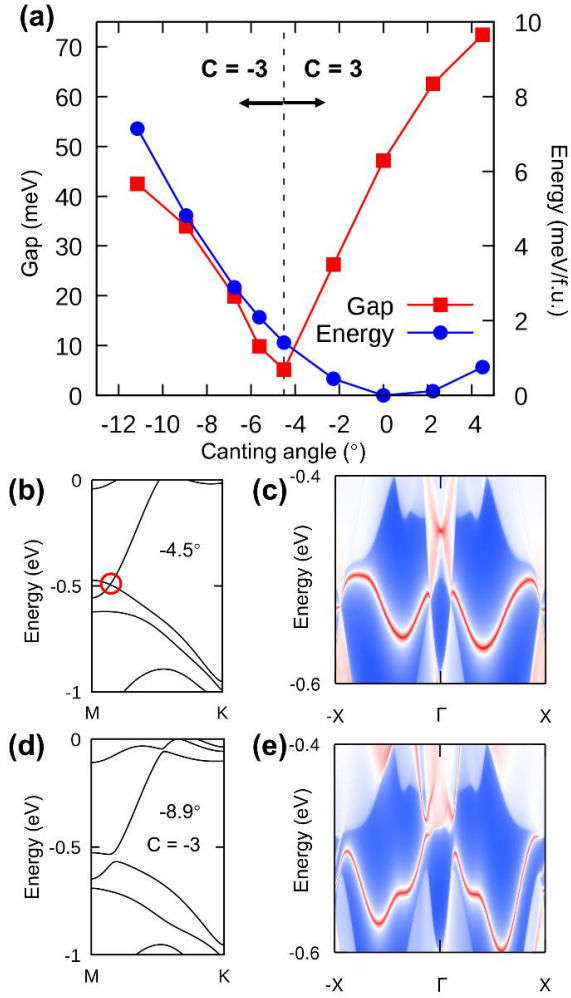 (a)
C = -3 C = 3
Gap (meV)
70
60
50
40
30
20
10
0
Energy (meV/f.u.)
10
8
6
4
2
0
Gap
Energy
-12 -10 -8 -6 -4 -2 0 2 4
Canting angle (°)
(b)
Energy (eV)
0
-0.5
-1
-4.5°
M K
(c)
-0.4
-0.6
-X Γ X
(d)
Energy (eV)
0
-0.5
-1
-8.9°
C = -3
M K
(e)
-0.4
Energy (eV)
-0.6
-X Γ X